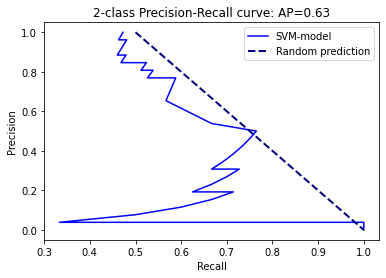 2-class Precision-Recall curve: AP=0.63
SVM-model
Random prediction
Precision
1.0
0.8
0.6
0.4
0.2
0.0
0.3 0.4 0.5 0.6 0.7 0.8 0.9 1.0
Recall